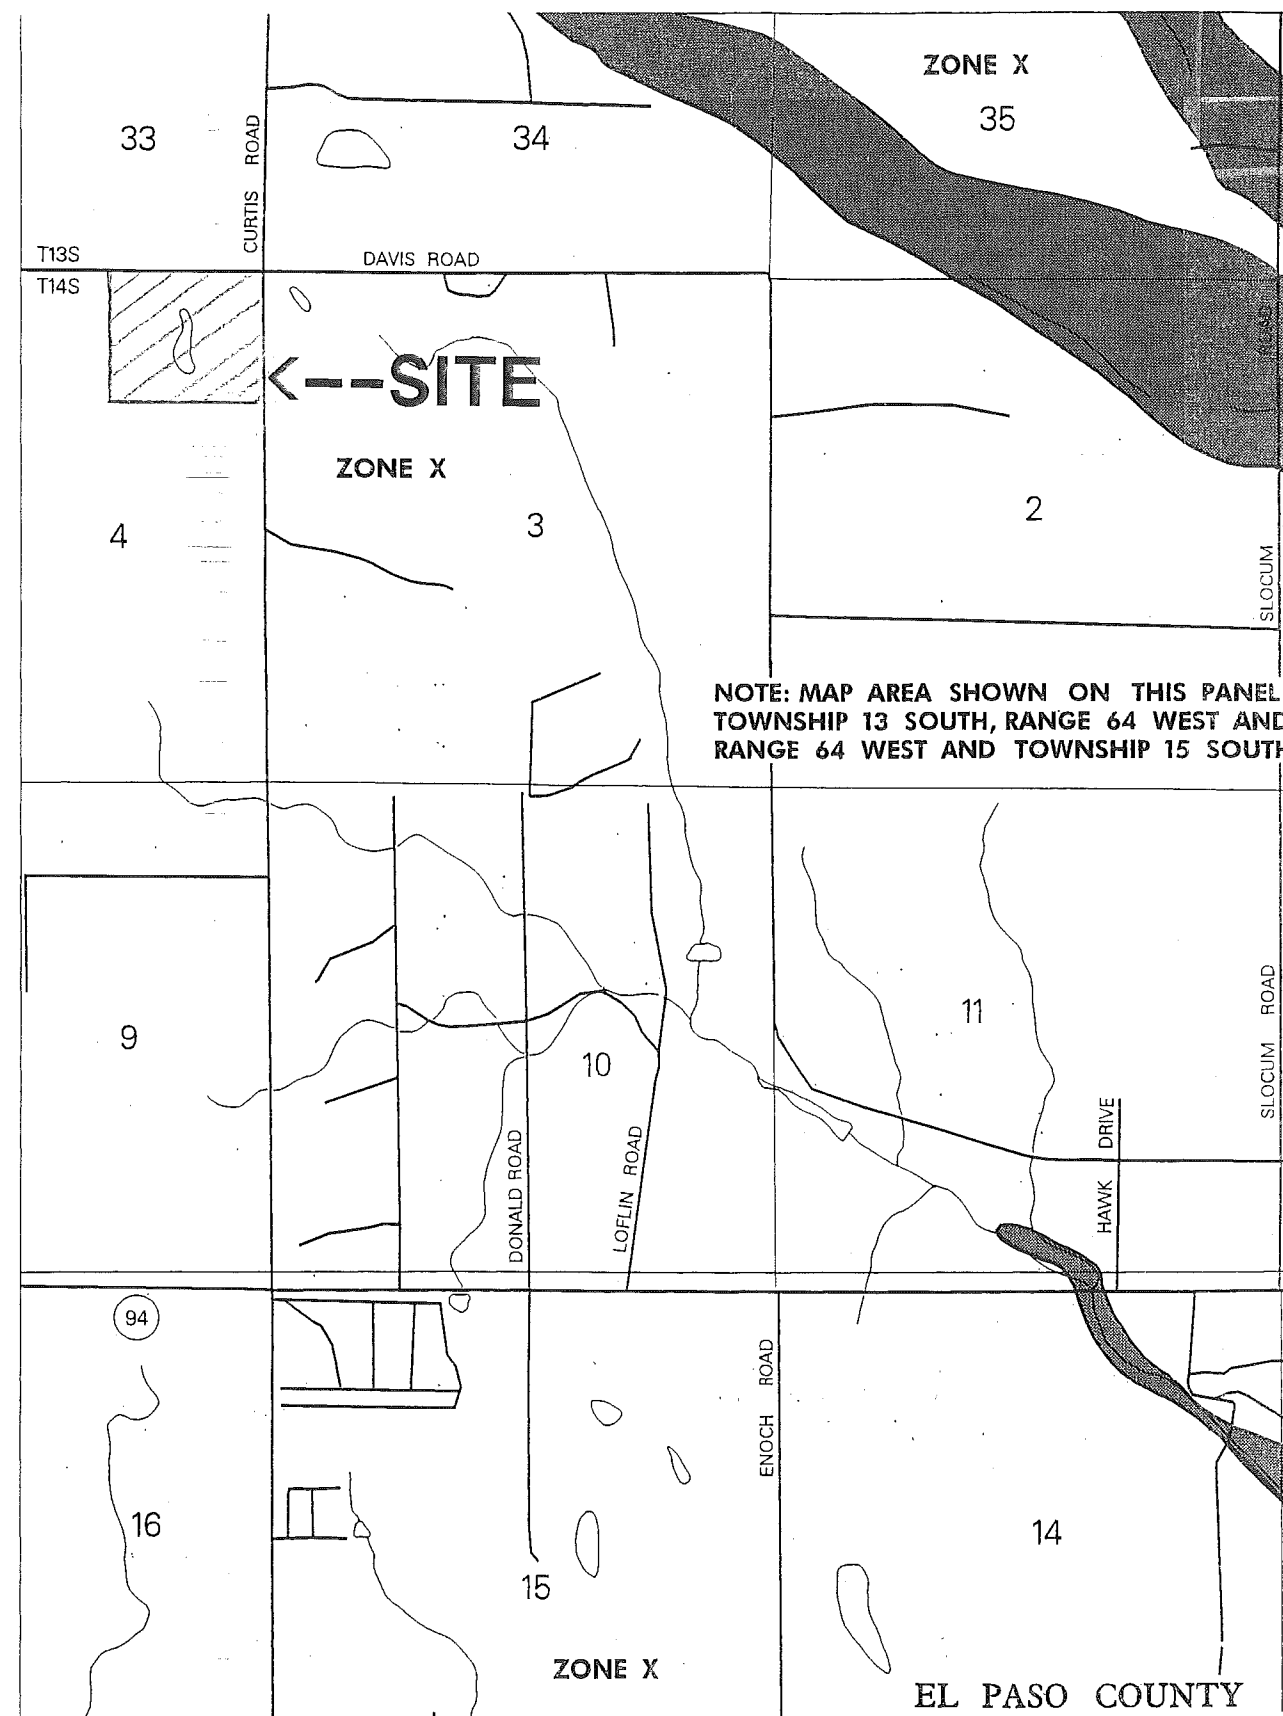 ZONE X
35
33
34
CURTIS ROAD
T13S
DAVIS ROAD
T14S
ROAD
<---SITE
ZONE X
4
3
2
SLOCUM
NOTE: MAP AREA SHOWN ON THIS PANEL
TOWNSHIP 13 SOUTH, RANGE 64 WEST AND
RANGE 64 WEST AND TOWNSHIP 15 SOUTH
9
10
11
SLOCUM ROAD
DONALD ROAD
LOFLIN ROAD
HAWK DRIVE
94
ENOCH ROAD
16
15
14
ZONE X
EL PASO COUNTY